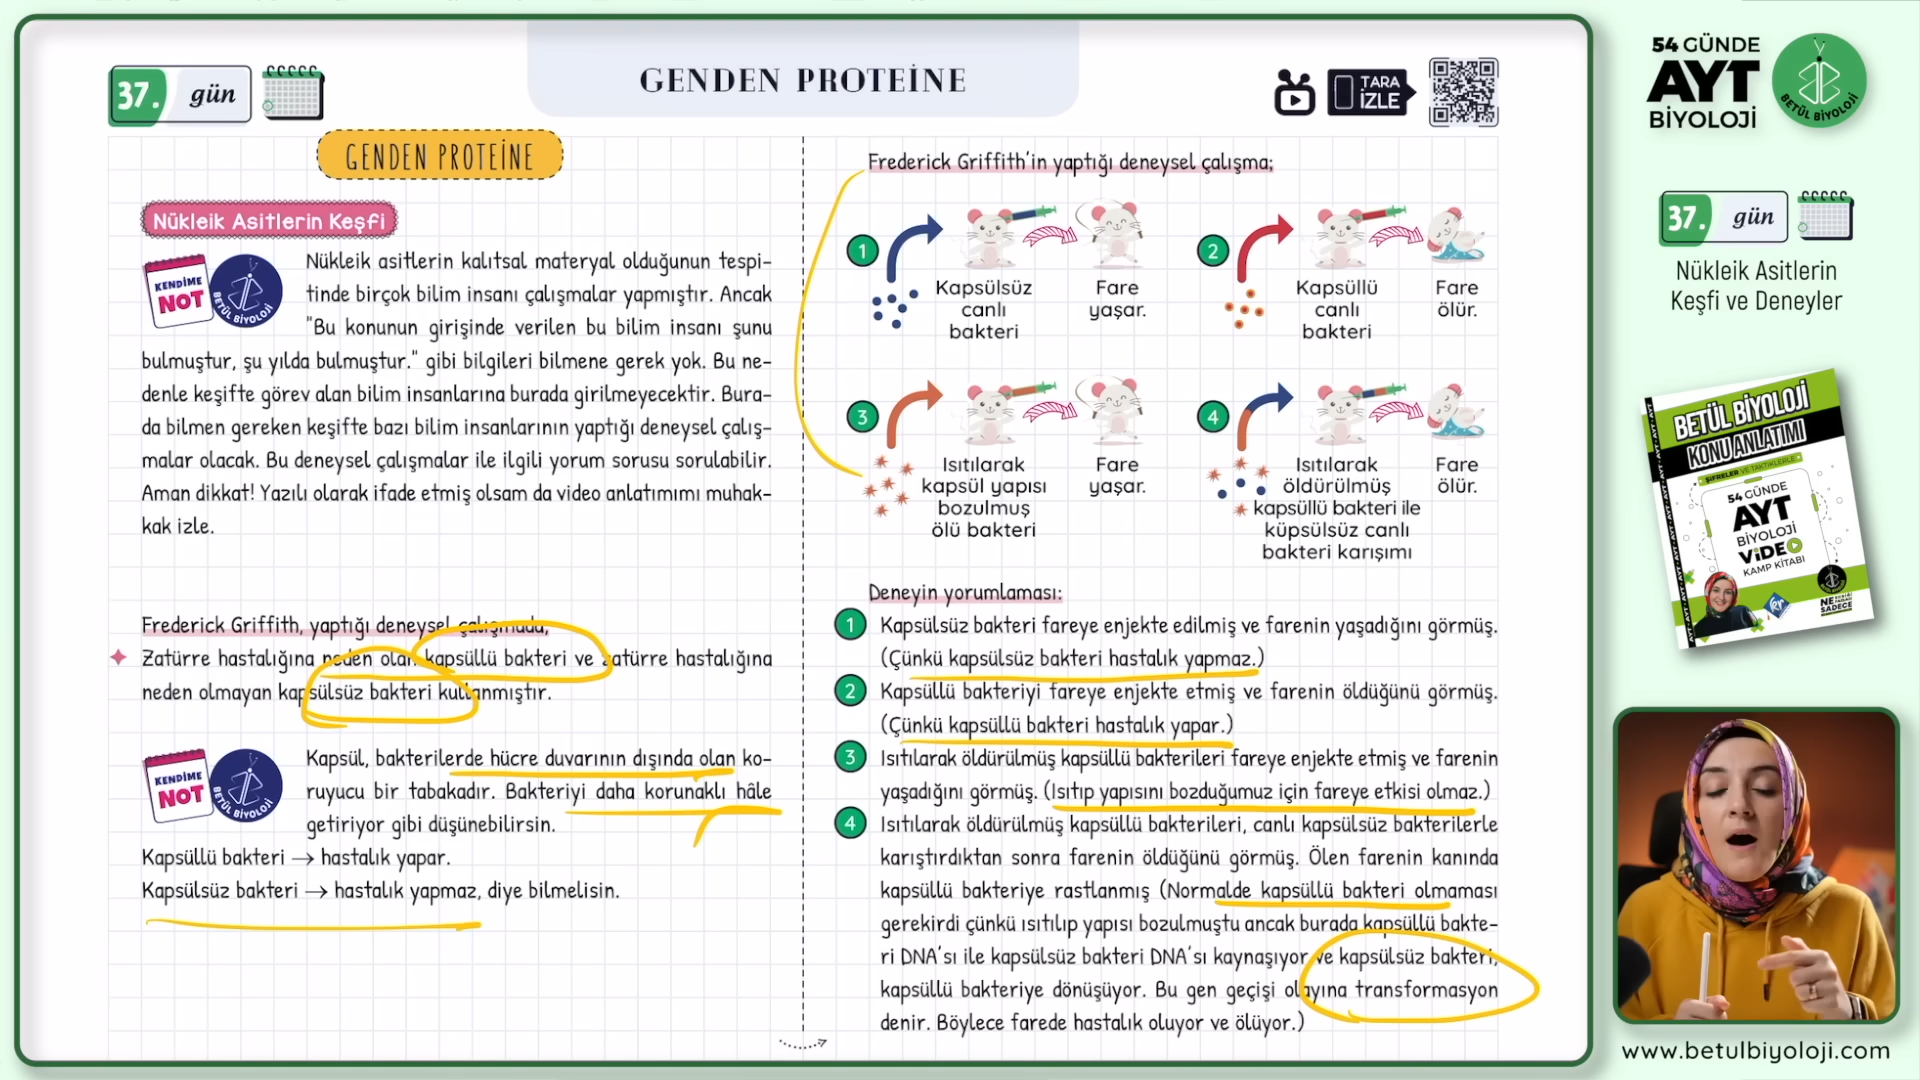 37. gün
GENDEN PROTEİNE
TARA
İZLE
GENDEN PROTEİNE
Nükleik Asitlerin Keşfi
KENDİME
NOT
BETÜL BİYOLOJİ
Nükleik asitlerin kalıtsal materyal olduğunun tespi-
tinde birçok bilim insanı çalışmalar yapmıştır. Ancak
"Bu konunun girişinde verilen bu bilim insanı şunu
bulmuştur, şu yılda bulmuştur." gibi bilgileri bilmene gerek yok. Bu ne-
denle keşifte görev alan bilim insanlarına burada girilmeyecektir. Bura-
da bilmen gereken keşifte bazı bilim insanlarının yaptığı deneysel çalış-
malar olacak. Bu deneysel çalışmalar ile ilgili yorum sorusu sorulabilir.
Aman dikkat! Yazılı olarak ifade etmiş olsam da video anlatımımı muhak-
kak izle.
Frederick Griffith, yaptığı deneysel çalışmada;
Zatürre hastalığına neden olan kapsüllü bakteri ve zatürre hastalığına
neden olmayan kapsülsüz bakteri kullanmıştır.
KENDİME
NOT
BETÜL BİYOLOJİ
Kapsül, bakterilerde hücre duvarının dışında olan ko-
ruyucu bir tabakadır. Bakteriyi daha korunaklı hâle
getiriyor gibi düşünebilirsin.
Kapsüllü bakteri → hastalık yapar.
Kapsülsüz bakteri → hastalık yapmaz, diye bilmelisin.
Frederick Griffith'in yaptığı deneysel çalışma;
1
Kapsülsüz
canlı
bakteri
Fare
yaşar.
2
Kapsüllü
canlı
bakteri
Fare
ölür.
3
Isıtılarak
kapsül yapısı
bozulmuş
ölü bakteri
Fare
yaşar.
4
Isıtılarak
öldürülmüş
kapsüllü bakteri ile
küpsülsüz canlı
bakteri karışımı
Fare
ölür.
Deneyin yorumlaması:
1 Kapsülsüz bakteri fareye enjekte edilmiş ve farenin yaşadığını görmüş.
(Çünkü kapsülsüz bakteri hastalık yapmaz.)
2 Kapsüllü bakteriyi fareye enjekte etmiş ve farenin öldüğünü görmüş.
(Çünkü kapsüllü bakteri hastalık yapar.)
3 Isıtılarak öldürülmüş kapsüllü bakterileri fareye enjekte etmiş ve farenin
yaşadığını görmüş. (Isıtıp yapısını bozduğumuz için fareye etkisi olmaz.)
4 Isıtılarak öldürülmüş kapsüllü bakterileri, canlı kapsülsüz bakterilerle
karıştırdıktan sonra farenin öldüğünü görmüş. Ölen farenin kanında
kapsüllü bakteriye rastlanmış (Normalde kapsüllü bakteri olmaması
gerekirdi çünkü ısıtılıp yapısı bozulmuştu ancak burada kapsüllü bakte-
ri DNA'sı ile kapsülsüz bakteri DNA'sı kaynaşıyor ve kapsülsüz bakteri,
kapsüllü bakteriye dönüşüyor. Bu gen geçişi olayına transformasyon
denir. Böylece farede hastalık oluyor ve ölüyor.)
54 GÜNDE
AYT
BİYOLOJİ
BETÜL BİYOLOJİ
37. gün
Nükleik Asitlerin
Keşfi ve Deneyler
BETÜL BİYOLOJİ
KONU ANLATIMI
ŞİFRELER VE TAKTİKLERLE
54 GÜNDE
AYT
BİYOLOJİ
VİDEO
KAMP KİTABI
www.betulbiyoloji.com